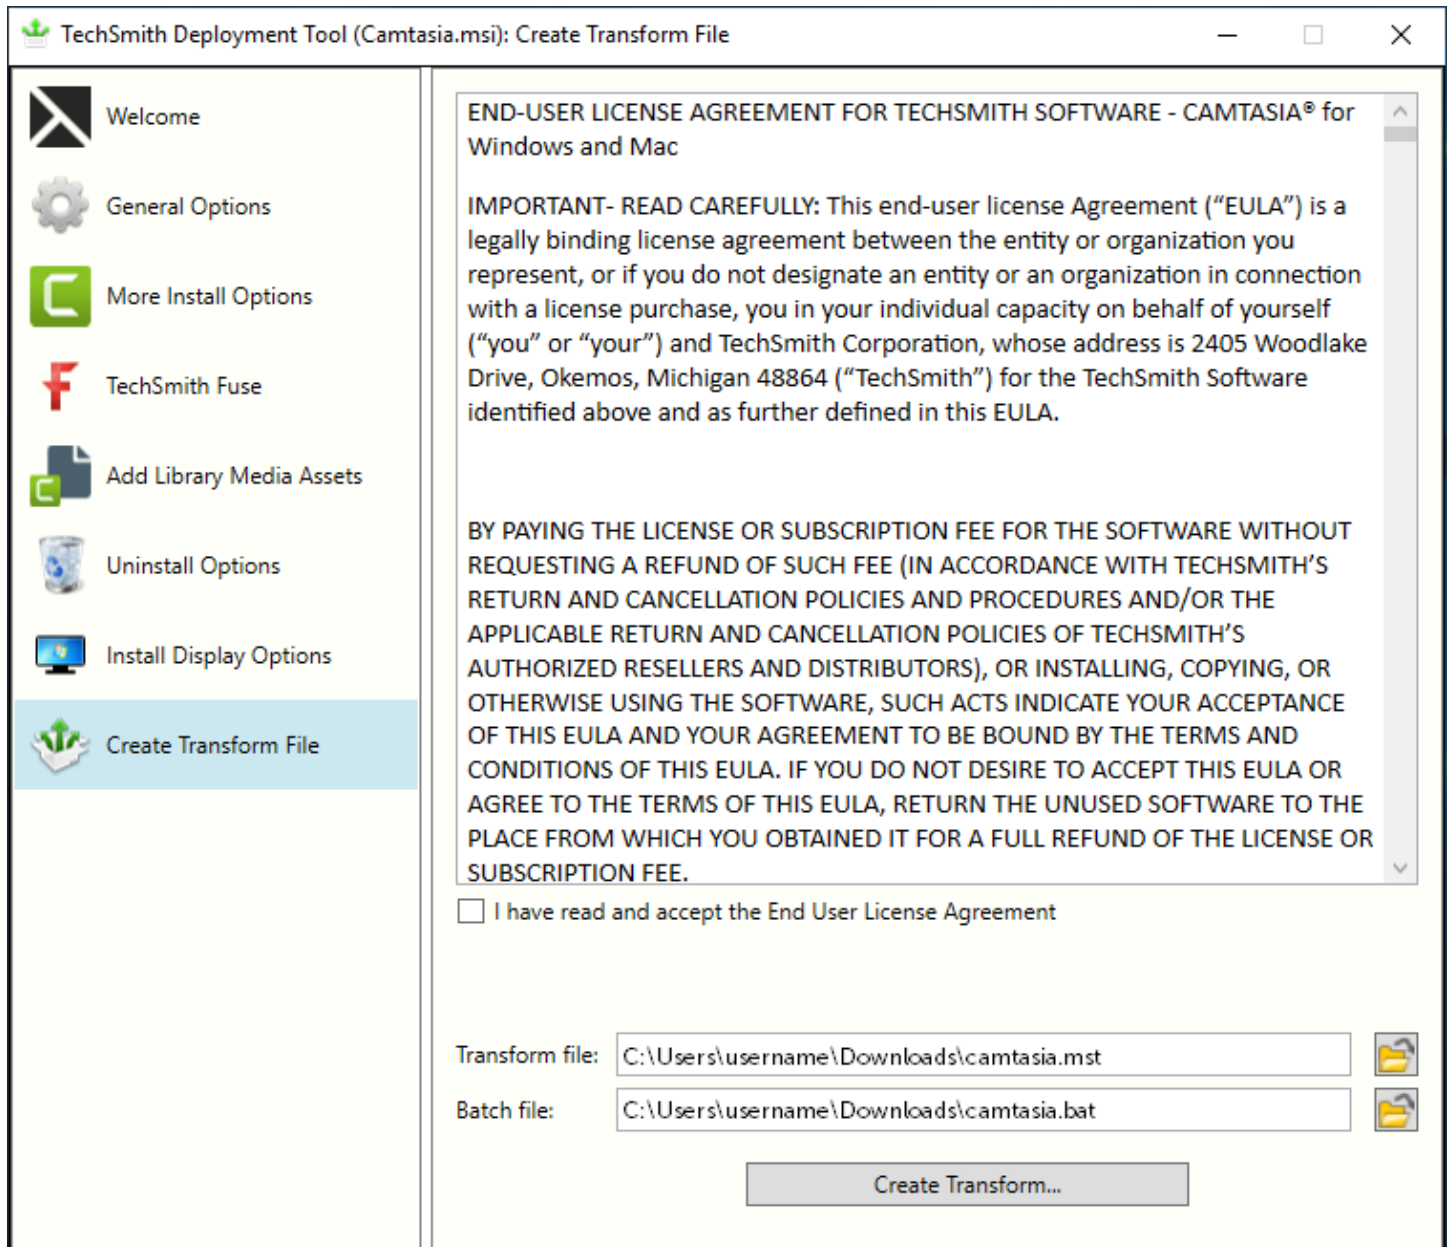 TechSmith Deployment Tool (Camtasia.msi): Create Transform File
Welcome
General Options
More Install Options
TechSmith Fuse
Add Library Media Assets
Uninstall Options
Install Display Options
Create Transform File
END-USER LICENSE AGREEMENT FOR TECHSMITH SOFTWARE - CAMTASIA® for
Windows and Mac
IMPORTANT- READ CAREFULLY: This end-user license Agreement (“EULA”) is a
legally binding license agreement between the entity or organization you
represent, or if you do not designate an entity or an organization in connection
with a license purchase, you in your individual capacity on behalf of yourself
(“you” or “your”) and TechSmith Corporation, whose address is 2405 Woodlake
Drive, Okemos, Michigan 48864 (“TechSmith”) for the TechSmith Software
identified above and as further defined in this EULA.
BY PAYING THE LICENSE OR SUBSCRIPTION FEE FOR THE SOFTWARE WITHOUT
REQUESTING A REFUND OF SUCH FEE (IN ACCORDANCE WITH TECHSMITH’S
RETURN AND CANCELLATION POLICIES AND PROCEDURES AND/OR THE
APPLICABLE RETURN AND CANCELLATION POLICIES OF TECHSMITH’S
AUTHORIZED RESELLERS AND DISTRIBUTORS), OR INSTALLING, COPYING, OR
OTHERWISE USING THE SOFTWARE, SUCH ACTS INDICATE YOUR ACCEPTANCE
OF THIS EULA AND YOUR AGREEMENT TO BE BOUND BY THE TERMS AND
CONDITIONS OF THIS EULA. IF YOU DO NOT DESIRE TO ACCEPT THIS EULA OR
AGREE TO THE TERMS OF THIS EULA, RETURN THE UNUSED SOFTWARE TO THE
PLACE FROM WHICH YOU OBTAINED IT FOR A FULL REFUND OF THE LICENSE OR
SUBSCRIPTION FEE.
I have read and accept the End User License Agreement
Transform file: C:\Users\username\Downloads\camtasia.mst
Batch file: C:\Users\username\Downloads\camtasia.bat
Create Transform...